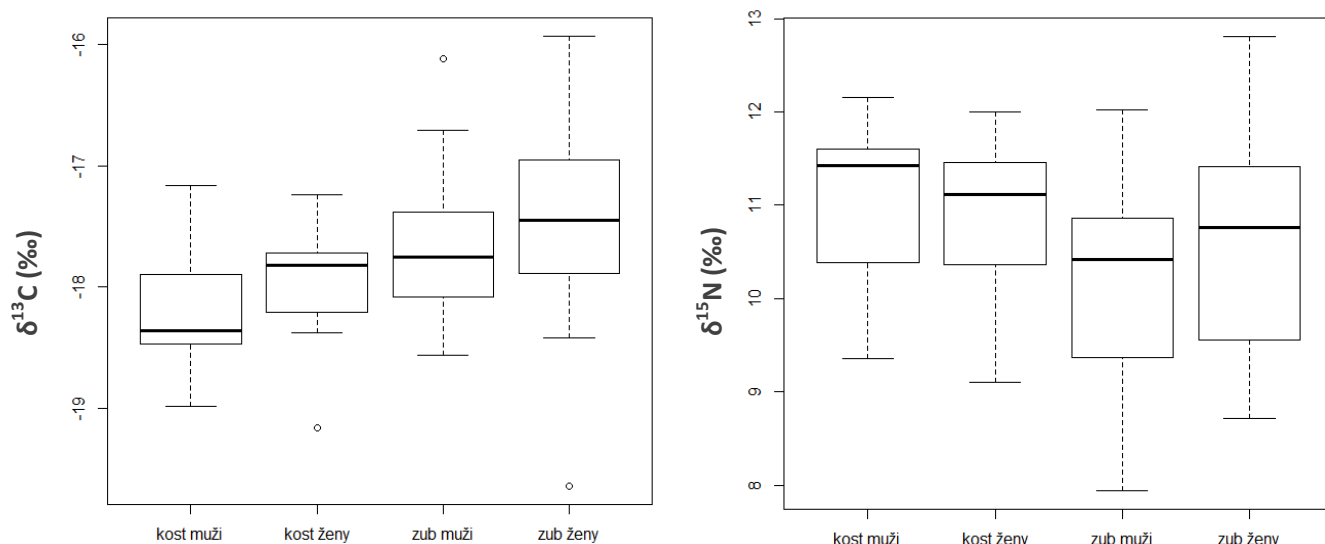 δ¹³C (‰)
-16
-17
-18
-19
kost muži kost ženy zub muži zub ženy
δ¹⁵N (‰)
13
12
11
10
9
8
kost muži kost ženy zub muži zub ženy